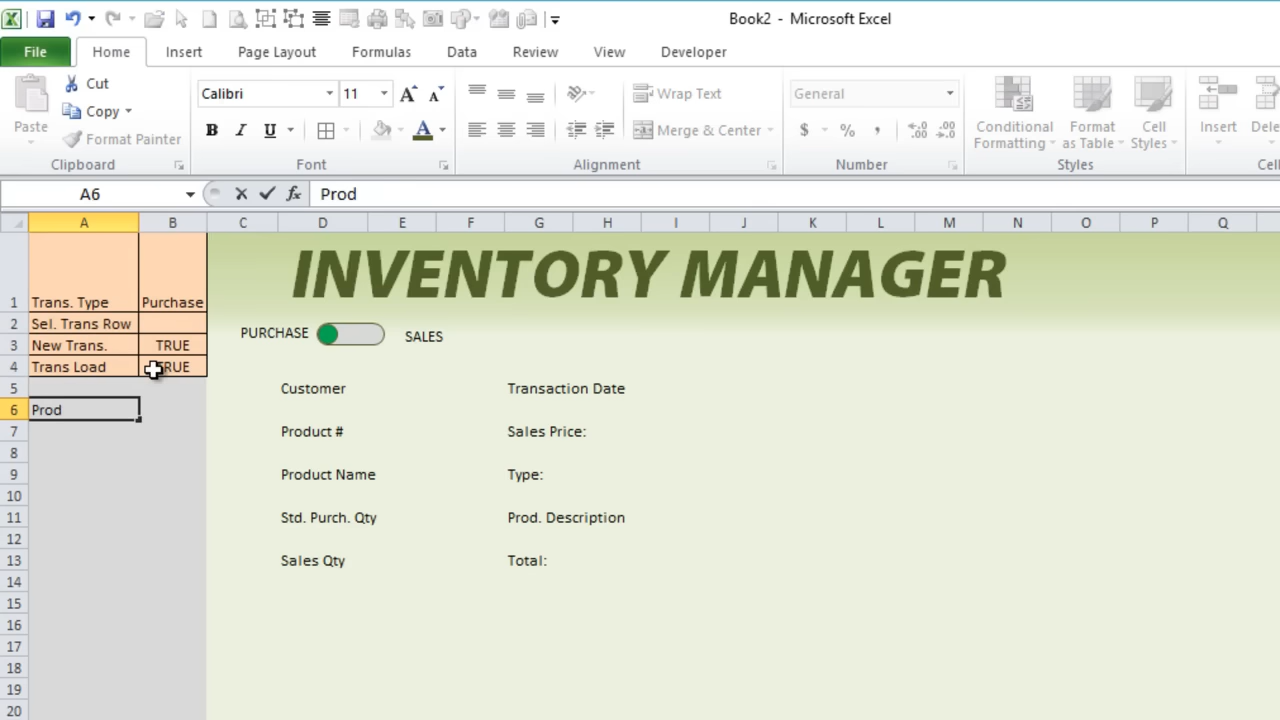 Book2 - Microsoft Excel
File Home Insert Page Layout Formulas Data Review View Developer
Paste
Cut
Copy
Format Painter
Clipboard
Calibri 11
Font
Wrap Text
Merge & Center
Alignment
General
Number
Conditional Formatting
Format as Table
Cell Styles
Styles
Insert
A6 Prod
A B C D E F G H I J K L M N O P Q
INVENTORY MANAGER
1 Trans. Type Purchase
2 Sel. Trans Row
PURCHASE SALES
3 New Trans. TRUE
4 Trans Load TRUE
5 Customer Transaction Date
6 Prod
7 Product # Sales Price:
8
9 Product Name Type:
10
11 Std. Purch. Qty Prod. Description
12
13 Sales Qty Total:
14
15
16
17
18
19
20